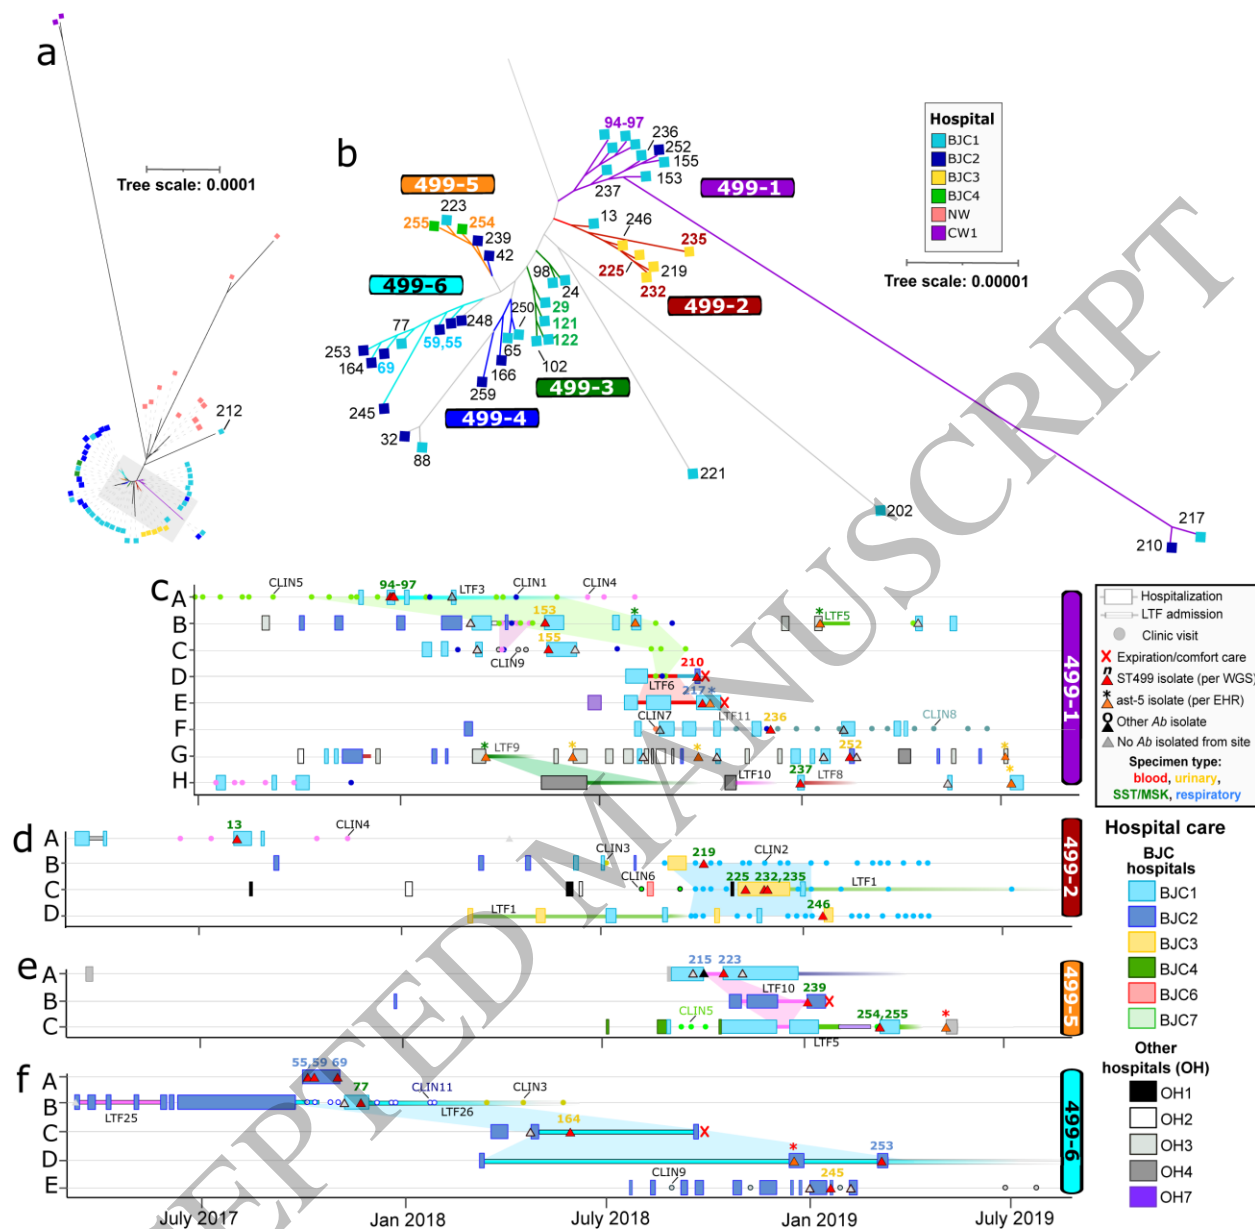 a
Tree scale: 0.0001
212
b
Hospital
BJC1
BJC2
BJC3
BJC4
NW
CW1
Tree scale: 0.00001
94-97
236
252
155
153
237
499-1
499-5
223
255
254
239
42
13
246
235
225
219
232
499-2
499-6
98
24
29
121
122
102
499-3
77
248
59,55
253
164
69
245
250
65
166
259
499-4
32
88
221
202
217
210
c
A
B
C
D
E
F
G
H
CLIN5
94-97
LTF3
CLIN1
CLIN4
153
*
*
LTF5
155
CLIN9
210
LTF6
217 *
CLIN7
LTF11
236
CLIN8
*
LTF9
*
*
252
*
LTF10
237
LTF8
*
499-1
Hospitalization
LTF admission
Clinic visit
Expiration/comfort care
n
ST499 isolate (per WGS)
*
ast-5 isolate (per EHR)
o
Other Ab isolate
No Ab isolated from site
Specimen type:
blood, urinary,
SST/MSK, respiratory
d
A
B
C
D
13
CLIN4
CLIN3
219
CLIN2
CLIN6
225
232,235
LTF1
LTF1
246
499-2
Hospital care
BJC
hospitals
BJC1
BJC2
BJC3
BJC4
BJC6
BJC7
Other
hospitals (OH)
OH1
OH2
OH3
OH4
OH7
e
A
B
C
215
223
LTF10
239
CLIN5
254,255
*
LTF5
499-5
f
A
B
C
D
E
55,59 69
77
CLIN11
CLIN3
LTF25
LTF26
164
*
253
CLIN9
245
499-6
July 2017
Jan 2018
July 2018
Jan 2019
July 2019
EPTED MANUSCRIPT